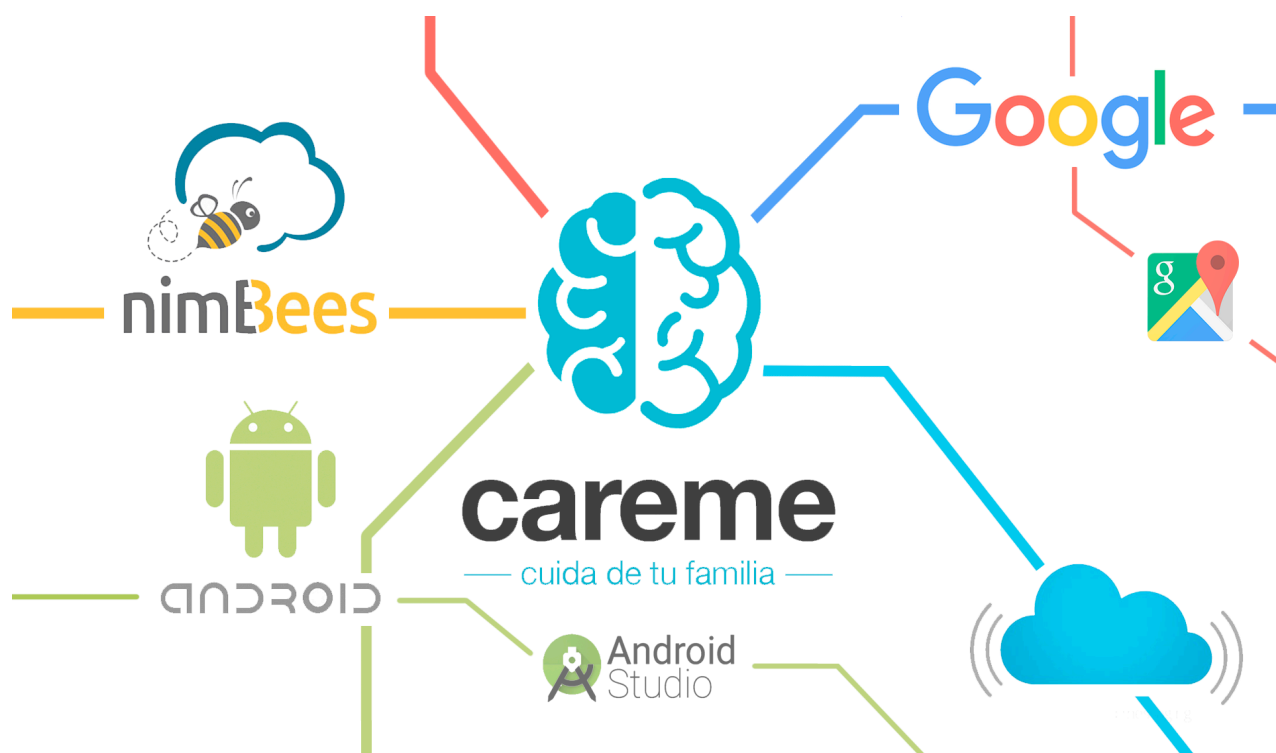 Google
nimBees
g
careme
cuida de tu familia
ANDROID
Android
Studio